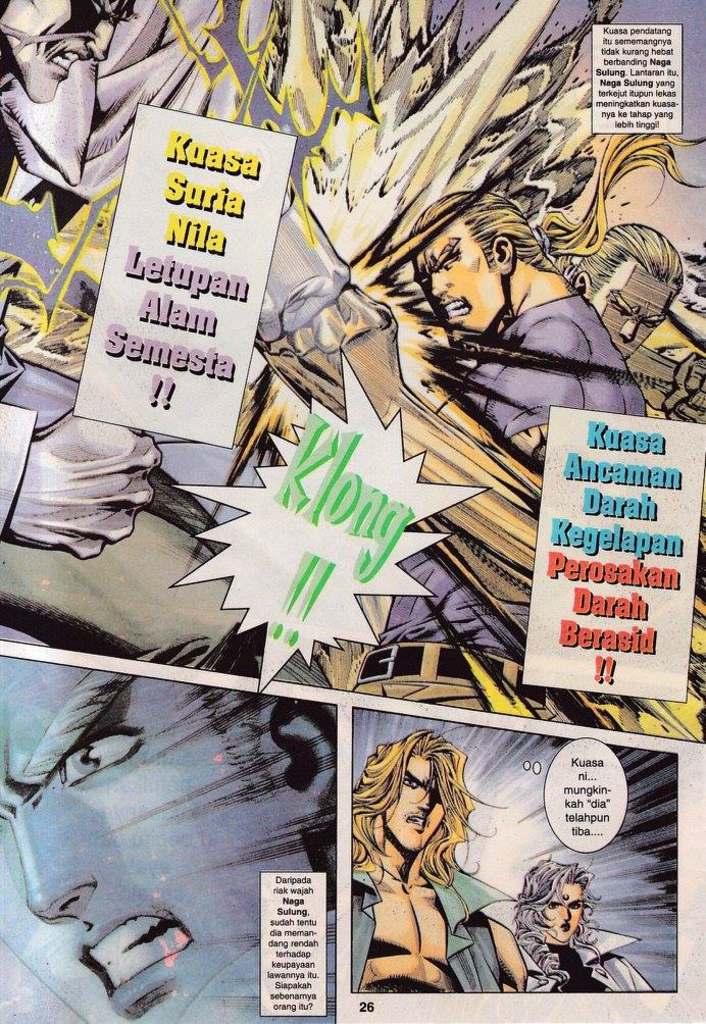 Kuasa pendatang
itu sememangnya
tidak kurang hebat
berbanding Naga
Sulung. Lantaran itu,
Naga Sulung yang
terkejut itupun lekas
meningkatkan kuasa-
nya ke tahap yang
lebih tinggi!
Kuasa
Suria
Nila
Letupan
Alam
Semesta
!!
Klong
!!
Kuasa
Ancaman
Darah
Kegelapan
Perosakan
Darah
Berasid
!!
Daripada
riak wajah
Naga
Sulung,
sudah tentu
dia meman-
dang rendah
terhadap
keupayaan
lawannya itu.
Siapakah
sebenarnya
orang itu?
Kuasa
ni...
mungkin-
kah "dia"
telahpun
tiba....
26